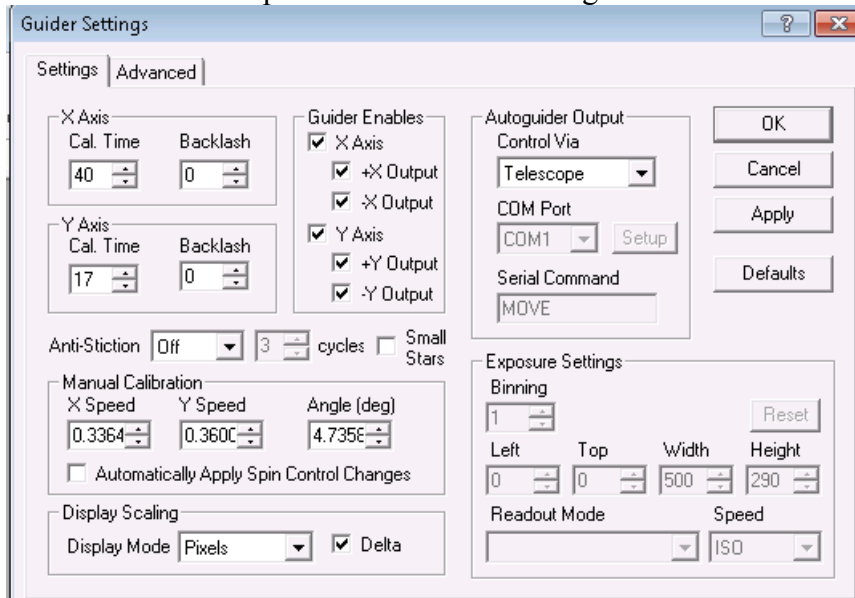 Guider Settings
Settings Advanced
X Axis
Cal. Time Backlash
40 0
Y Axis
Cal. Time Backlash
17 0
Guider Enables
X Axis
+X Output
-X Output
Y Axis
+Y Output
-Y Output
Autoguider Output
Control Via
Telescope
COM Port
COM1 Setup
Serial Command
MOVE
OK
Cancel
Apply
Defaults
Anti-Stiction Off 3 cycles Small Stars
Manual Calibration
X Speed Y Speed Angle (deg)
0.3364 0.3600 4.7358
Automatically Apply Spin Control Changes
Display Scaling
Display Mode Pixels Delta
Exposure Settings
Binning
1 Reset
Left Top Width Height
0 0 500 290
Readout Mode Speed
ISO